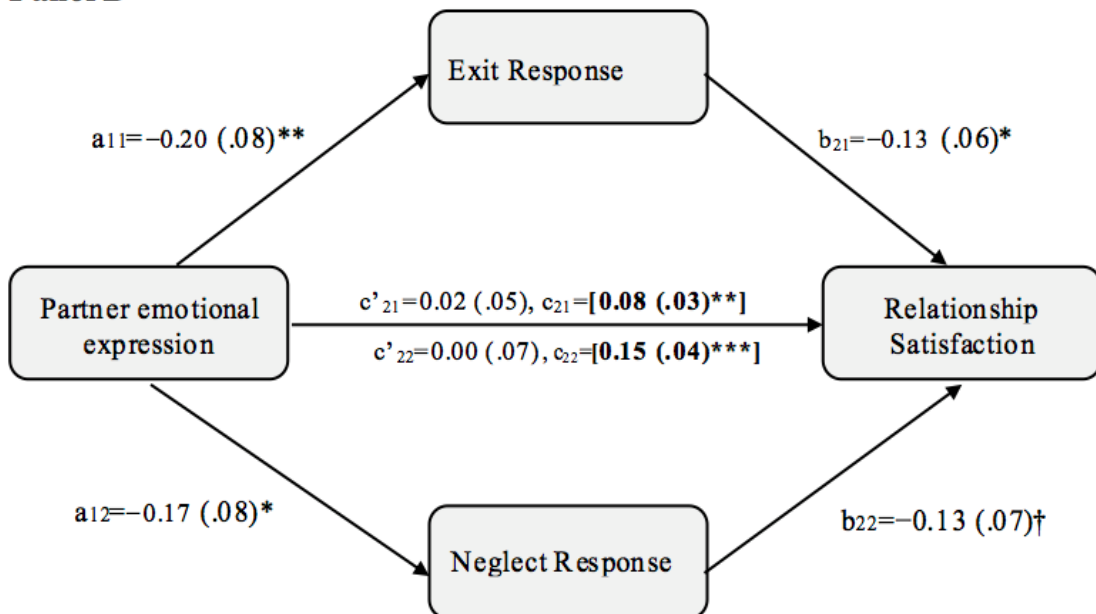 Exit Response
a11=−0.20 (.08)**
b21=−0.13 (.06)*
Partner emotional
expression
c'21=0.02 (.05), c21=[0.08 (.03)**]
c'22=0.00 (.07), c22=[0.15 (.04)***]
Relationship
Satisfaction
a12=−0.17 (.08)*
b22=−0.13 (.07)†
Neglect Response